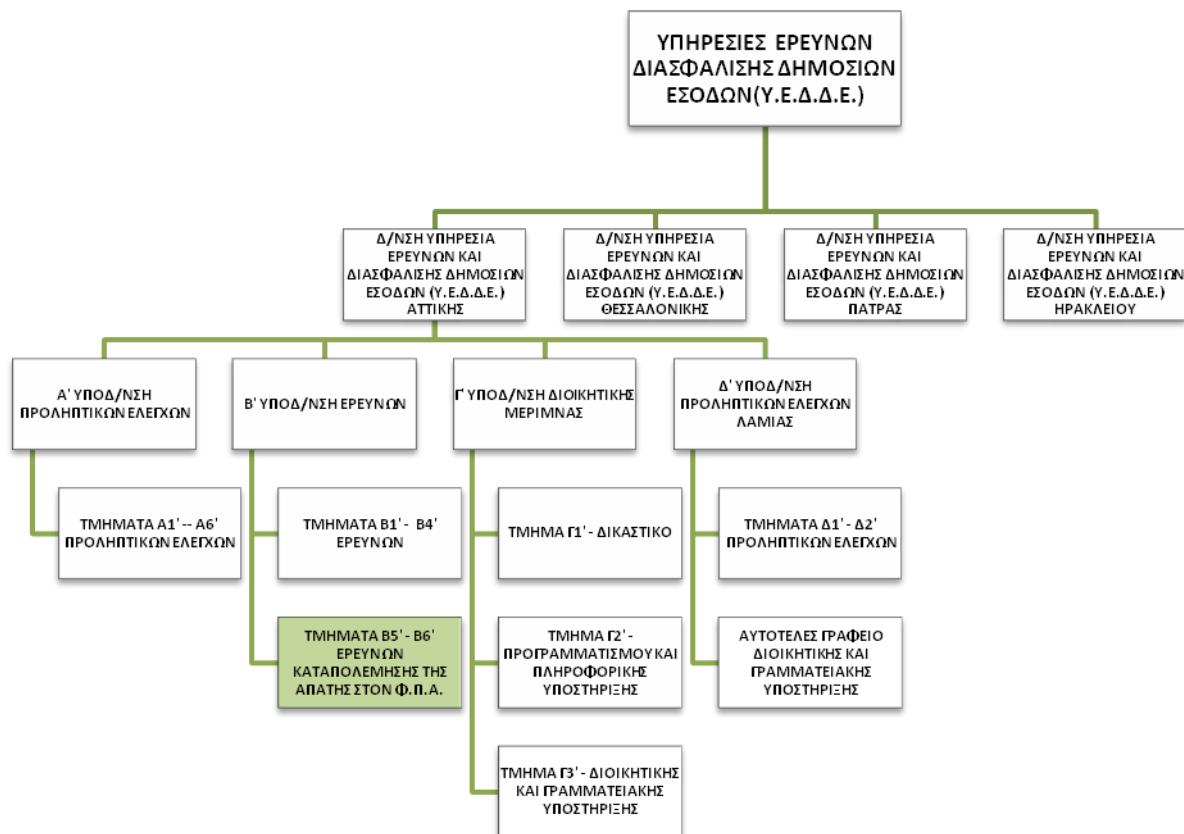 ΥΠΗΡΕΣΙΕΣ ΕΡΕΥΝΩΝ
ΔΙΑΣΦΑΛΙΣΗΣ ΔΗΜΟΣΙΩΝ
ΕΣΟΔΩΝ(Υ.Ε.Δ.Δ.Ε.)
Δ/ΝΣΗ ΥΠΗΡΕΣΙΑ
ΕΡΕΥΝΩΝ ΚΑΙ
ΔΙΑΣΦΑΛΙΣΗΣ ΔΗΜΟΣΙΩΝ
ΕΣΟΔΩΝ (Υ.Ε.Δ.Δ.Ε.)
ΑΤΤΙΚΗΣ
Δ/ΝΣΗ ΥΠΗΡΕΣΙΑ
ΕΡΕΥΝΩΝ ΚΑΙ
ΔΙΑΣΦΑΛΙΣΗΣ ΔΗΜΟΣΙΩΝ
ΕΣΟΔΩΝ (Υ.Ε.Δ.Δ.Ε.)
ΘΕΣΣΑΛΟΝΙΚΗΣ
Δ/ΝΣΗ ΥΠΗΡΕΣΙΑ
ΕΡΕΥΝΩΝ ΚΑΙ
ΔΙΑΣΦΑΛΙΣΗΣ ΔΗΜΟΣΙΩΝ
ΕΣΟΔΩΝ (Υ.Ε.Δ.Δ.Ε.)
ΠΑΤΡΑΣ
Δ/ΝΣΗ ΥΠΗΡΕΣΙΑ
ΕΡΕΥΝΩΝ ΚΑΙ
ΔΙΑΣΦΑΛΙΣΗΣ ΔΗΜΟΣΙΩΝ
ΕΣΟΔΩΝ (Υ.Ε.Δ.Δ.Ε.)
ΗΡΑΚΛΕΙΟΥ
Α' ΥΠΟΔ/ΝΣΗ
ΠΡΟΛΗΠΤΙΚΩΝ ΕΛΕΓΧΩΝ
Β' ΥΠΟΔ/ΝΣΗ ΕΡΕΥΝΩΝ
Γ' ΥΠΟΔ/ΝΣΗ ΔΙΟΙΚΗΤΙΚΗΣ
ΜΕΡΙΜΝΑΣ
Δ' ΥΠΟΔ/ΝΣΗ
ΠΡΟΛΗΠΤΙΚΩΝ ΕΛΕΓΧΩΝ
ΛΑΜΙΑΣ
ΤΜΗΜΑΤΑ Α1' -- Α6'
ΠΡΟΛΗΠΤΙΚΩΝ ΕΛΕΓΧΩΝ
ΤΜΗΜΑΤΑ Β1' - Β4'
ΕΡΕΥΝΩΝ
ΤΜΗΜΑ Γ1' - ΔΙΚΑΣΤΙΚΟ
ΤΜΗΜΑΤΑ Δ1' - Δ2'
ΠΡΟΛΗΠΤΙΚΩΝ ΕΛΕΓΧΩΝ
ΤΜΗΜΑΤΑ Β5' - Β6'
ΕΡΕΥΝΩΝ
ΚΑΤΑΠΟΛΕΜΗΣΗΣ ΤΗΣ
ΑΠΑΤΗΣ ΣΤΟΝ Φ.Π.Α.
ΤΜΗΜΑ Γ2' -
ΠΡΟΓΡΑΜΜΑΤΙΣΜΟΥ ΚΑΙ
ΠΛΗΡΟΦΟΡΙΚΗΣ
ΥΠΟΣΤΗΡΙΞΗΣ
ΑΥΤΟΤΕΛΕΣ ΓΡΑΦΕΙΟ
ΔΙΟΙΚΗΤΙΚΗΣ ΚΑΙ
ΓΡΑΜΜΑΤΕΙΑΚΗΣ
ΥΠΟΣΤΗΡΙΞΗΣ
ΤΜΗΜΑ Γ3' - ΔΙΟΙΚΗΤΙΚΗΣ
ΚΑΙ ΓΡΑΜΜΑΤΕΙΑΚΗΣ
ΥΠΟΣΤΗΡΙΞΗΣ